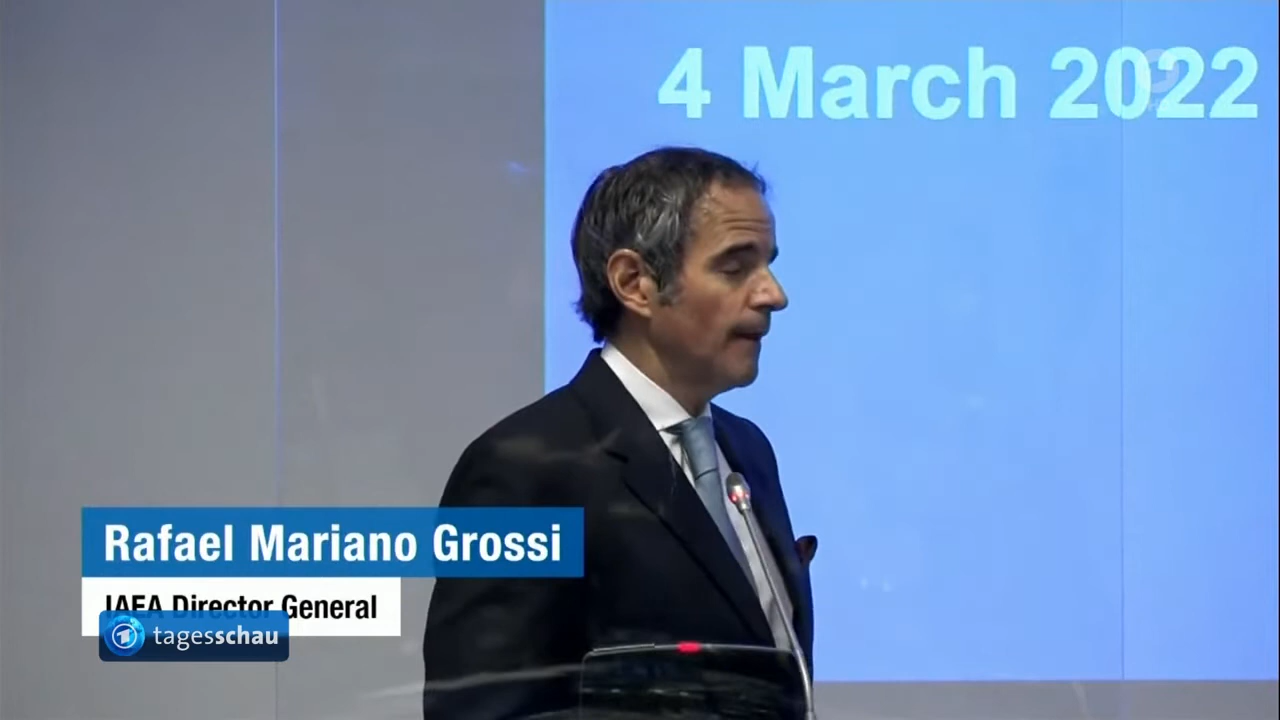 4 March 2022
Rafael Mariano Grossi
IAEA Director General
tagesschau